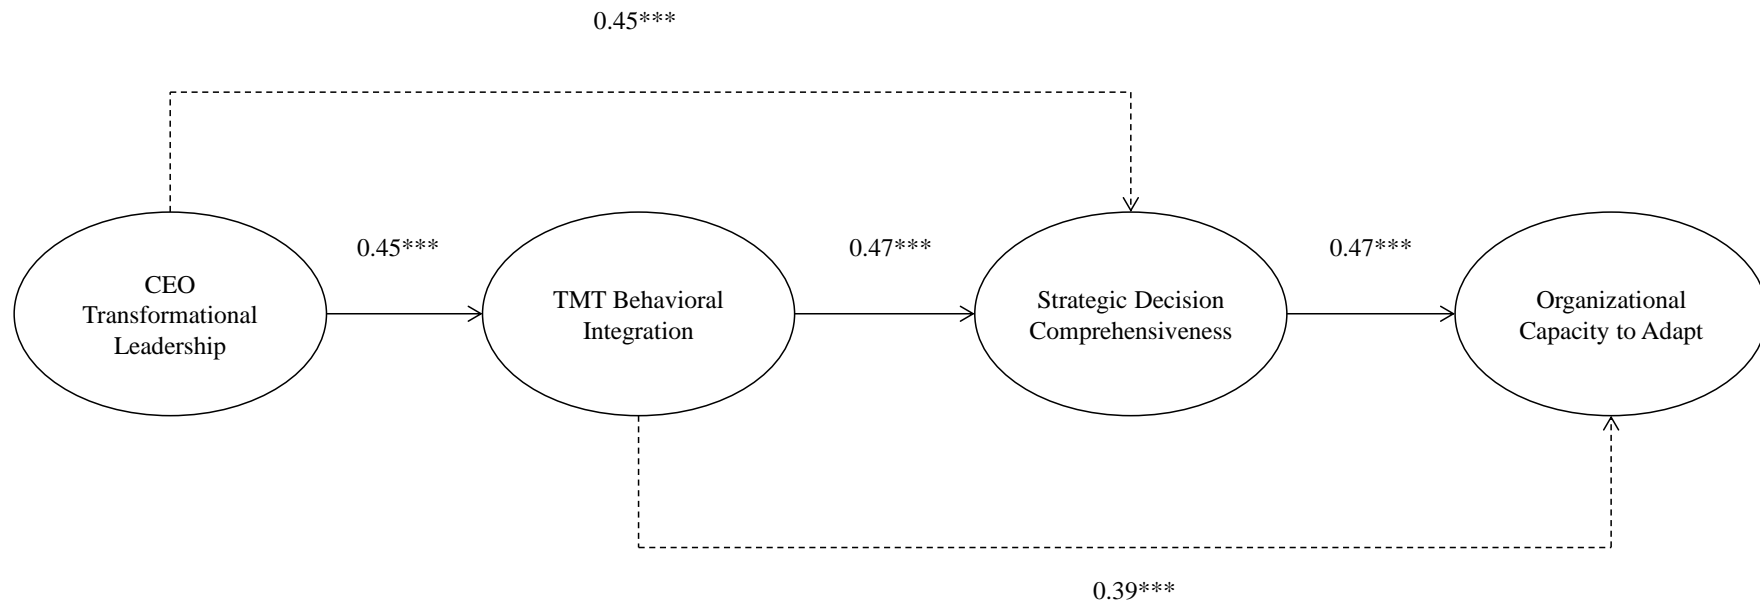 0.45***
0.45***
0.47***
0.47***
CEO
Transformational
Leadership
TMT Behavioral
Integration
Strategic Decision
Comprehensiveness
Organizational
Capacity to Adapt
0.39***